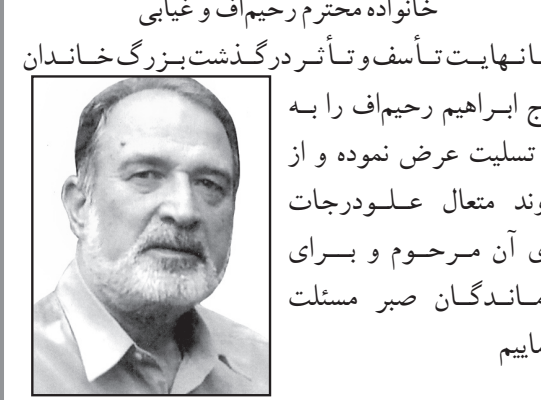 خانواده محترم رحیم‌اف و غیابی
نهایت تأسف و تأثر درگذشت بزرگ خاندان
ابراهیم رحیم‌اف را به
تسلیت عرض نموده و از
متعال علودرجات
آن مرحوم و برای
صبر مسئلت